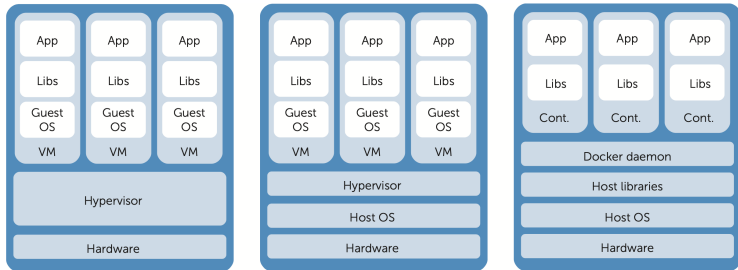 App App App
Libs Libs Libs
Guest Guest Guest
OS OS OS
VM VM VM
Hypervisor
Hardware
App App App
Libs Libs Libs
Guest Guest Guest
OS OS OS
VM VM VM
Hypervisor
Host OS
Hardware
App App App
Libs Libs Libs
Cont. Cont. Cont.
Docker daemon
Host libraries
Host OS
Hardware